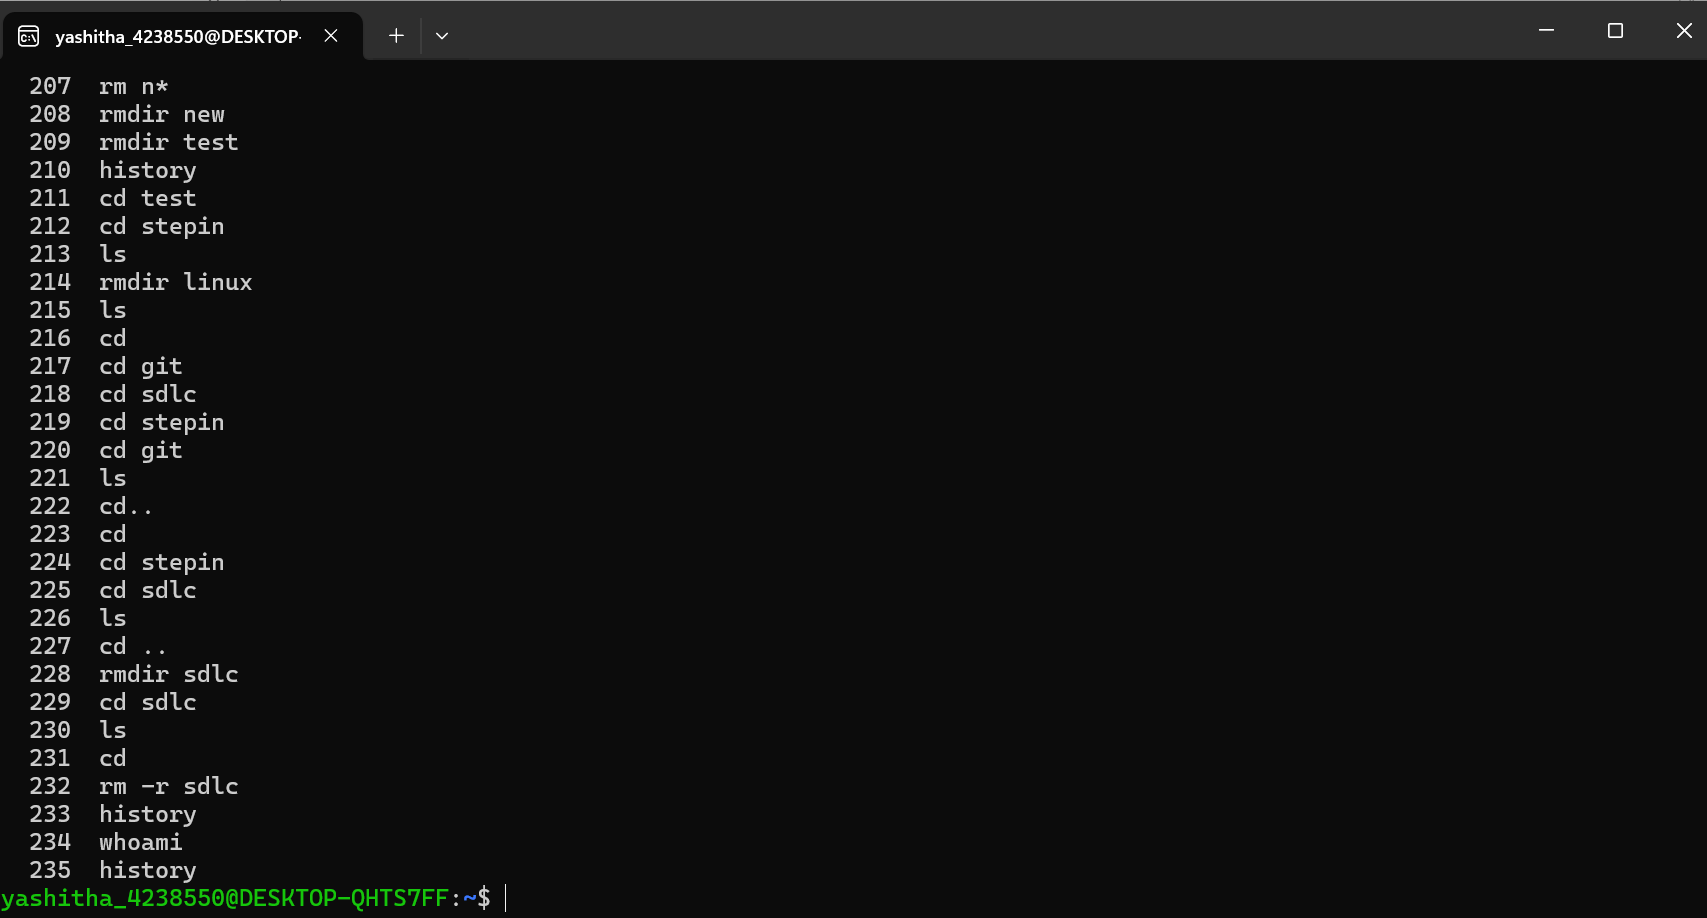 yashitha_4238550@DESKTOP-
207 rm n*
208 rmdir new
209 rmdir test
210 history
211 cd test
212 cd stepin
213 ls
214 rmdir linux
215 ls
216 cd
217 cd git
218 cd sdlc
219 cd stepin
220 cd git
221 ls
222 cd..
223 cd
224 cd stepin
225 cd sdlc
226 ls
227 cd ..
228 rmdir sdlc
229 cd sdlc
230 ls
231 cd
232 rm -r sdlc
233 history
234 whoami
235 history
yashitha_4238550@DESKTOP-QHTS7FF:~$